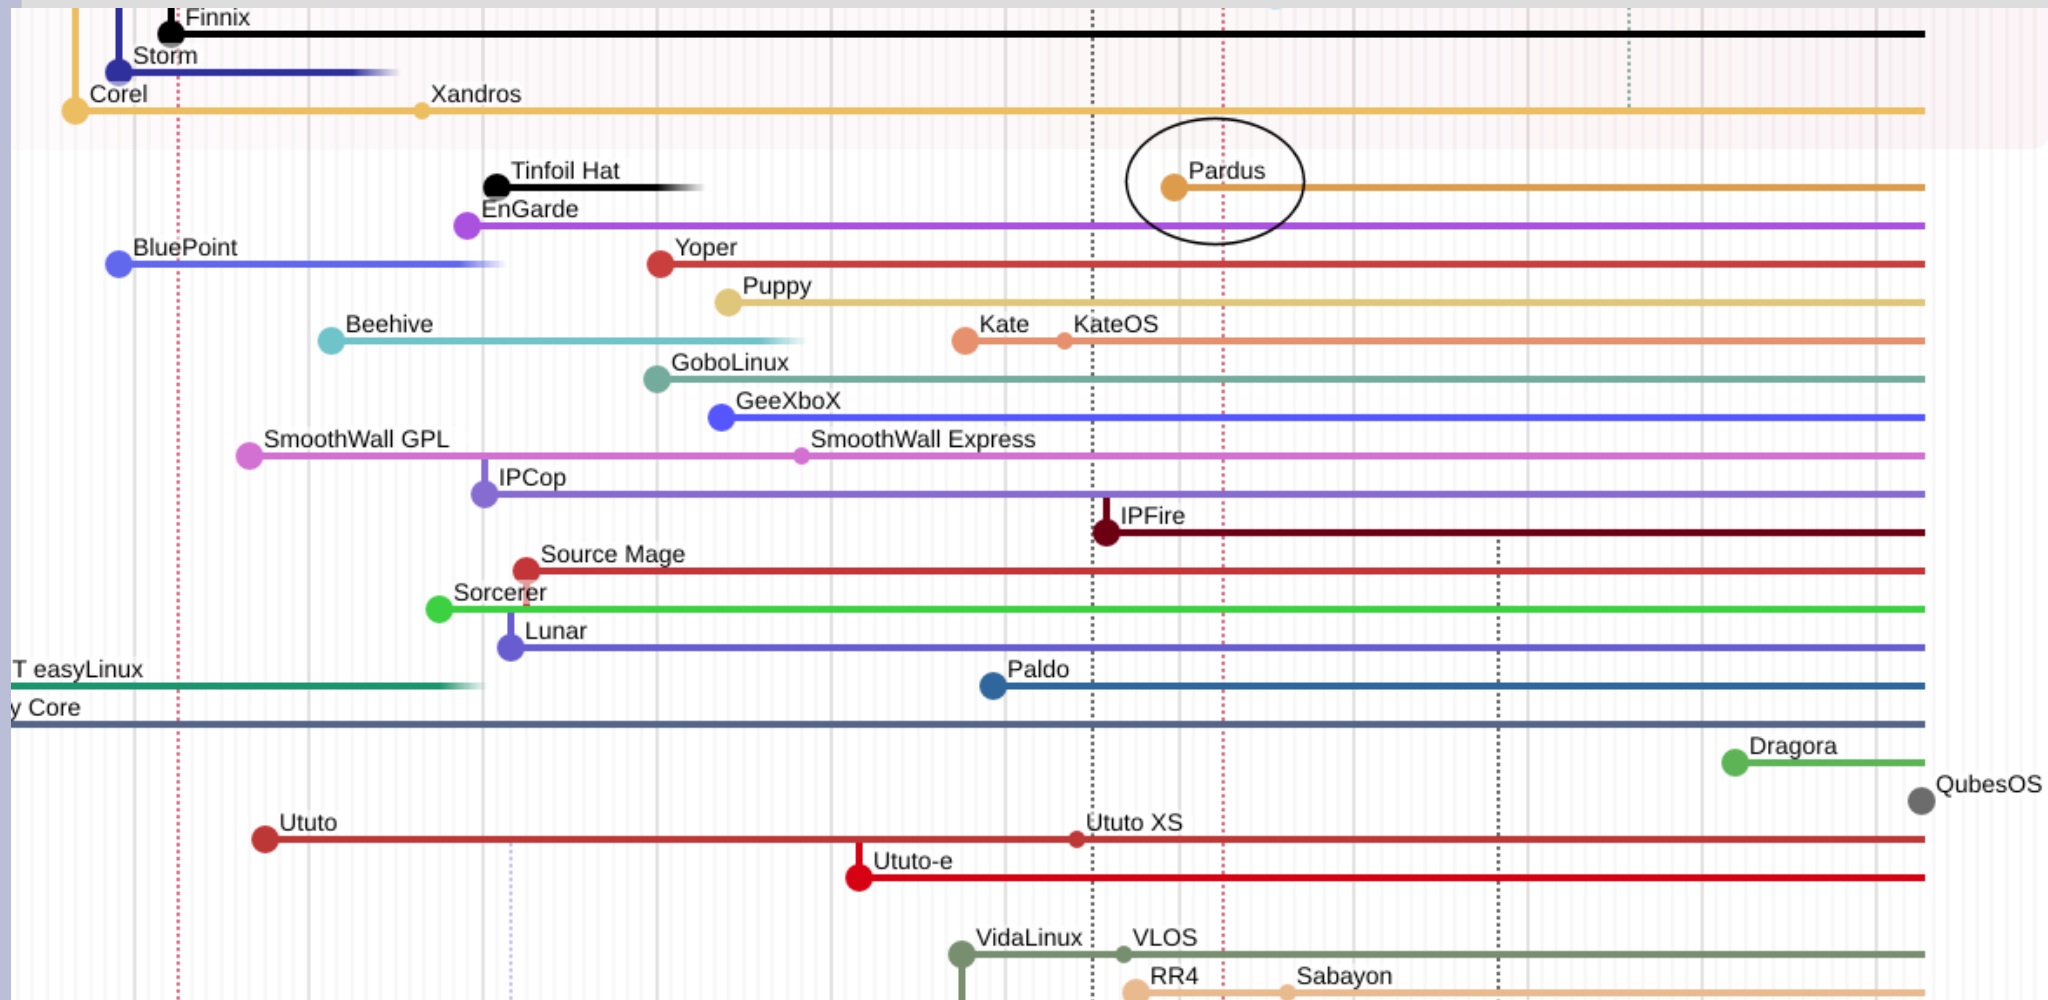 Finnix
Storm
Corel
Xandros
Tinfoil Hat
Pardus
EnGarde
BluePoint
Yoper
Puppy
Beehive
Kate
KateOS
GoboLinux
GeeXboX
SmoothWall GPL
SmoothWall Express
IPCop
IPFire
Source Mage
Sorcerer
Lunar
T easyLinux
Paldo
y Core
Dragora
QubesOS
Ututo
Ututo XS
Ututo-e
VidaLinux
VLOS
RR4
Sabayon